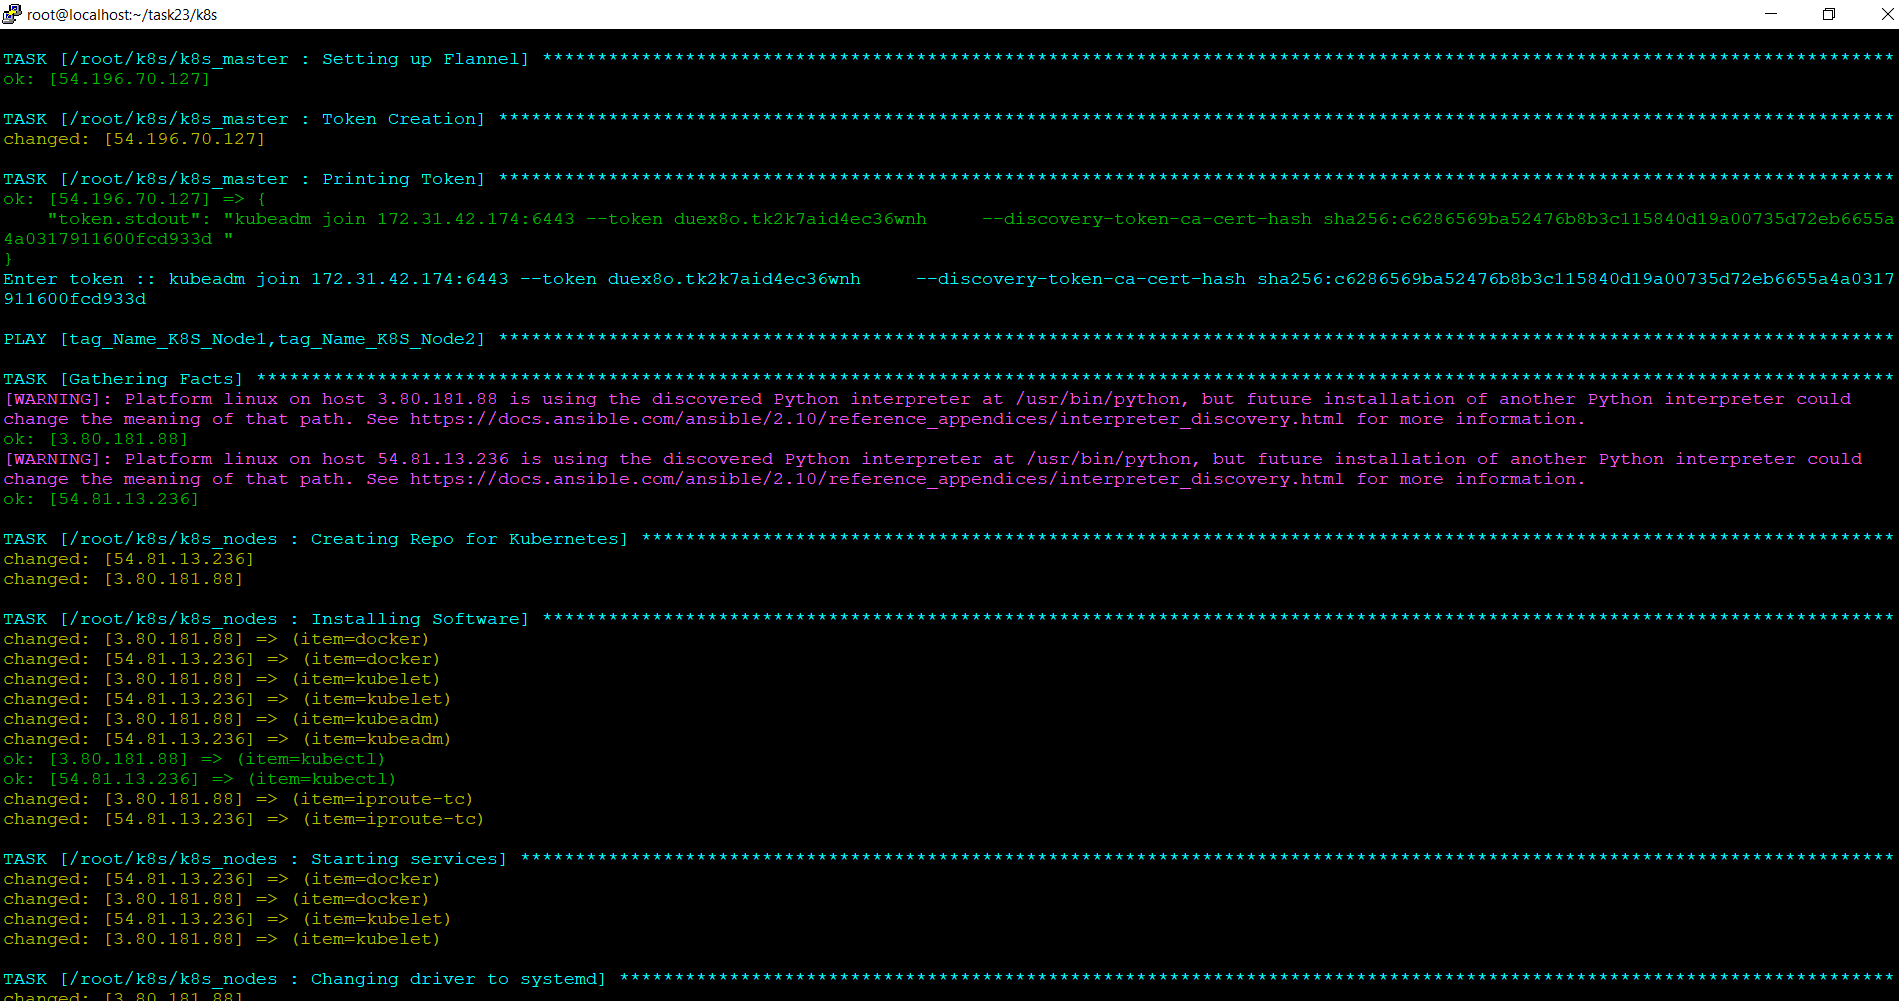 root@localhost:~/task23/k8s
TASK [/root/k8s/k8s_master : Setting up Flannel] ***************************************************************************************************************************
ok: [54.196.70.127]
TASK [/root/k8s/k8s_master : Token Creation] *******************************************************************************************************************************
changed: [54.196.70.127]
TASK [/root/k8s/k8s_master : Printing Token] *******************************************************************************************************************************
ok: [54.196.70.127] => {
    "token.stdout": "kubeadm join 172.31.42.174:6443 --token duex8o.tk2k7aid4ec36wnh     --discovery-token-ca-cert-hash sha256:c6286569ba52476b8b3c115840d19a00735d72eb6655a
4a0317911600fcd933d "
}
Enter token :: kubeadm join 172.31.42.174:6443 --token duex8o.tk2k7aid4ec36wnh     --discovery-token-ca-cert-hash sha256:c6286569ba52476b8b3c115840d19a00735d72eb6655a4a0317
911600fcd933d
PLAY [tag_Name_K8S_Node1,tag_Name_K8S_Node2] *******************************************************************************************************************************
TASK [Gathering Facts] *****************************************************************************************************************************************************
[WARNING]: Platform linux on host 3.80.181.88 is using the discovered Python interpreter at /usr/bin/python, but future installation of another Python interpreter could
change the meaning of that path. See https://docs.ansible.com/ansible/2.10/reference_appendices/interpreter_discovery.html for more information.
ok: [3.80.181.88]
[WARNING]: Platform linux on host 54.81.13.236 is using the discovered Python interpreter at /usr/bin/python, but future installation of another Python interpreter could
change the meaning of that path. See https://docs.ansible.com/ansible/2.10/reference_appendices/interpreter_discovery.html for more information.
ok: [54.81.13.236]
TASK [/root/k8s/k8s_nodes : Creating Repo for Kubernetes] ******************************************************************************************************************
changed: [54.81.13.236]
changed: [3.80.181.88]
TASK [/root/k8s/k8s_nodes : Installing Software] ***************************************************************************************************************************
changed: [3.80.181.88] => (item=docker)
changed: [54.81.13.236] => (item=docker)
changed: [3.80.181.88] => (item=kubelet)
changed: [54.81.13.236] => (item=kubelet)
changed: [3.80.181.88] => (item=kubeadm)
changed: [54.81.13.236] => (item=kubeadm)
ok: [3.80.181.88] => (item=kubectl)
ok: [54.81.13.236] => (item=kubectl)
changed: [3.80.181.88] => (item=iproute-tc)
changed: [54.81.13.236] => (item=iproute-tc)
TASK [/root/k8s/k8s_nodes : Starting services] *****************************************************************************************************************************
changed: [54.81.13.236] => (item=docker)
changed: [3.80.181.88] => (item=docker)
changed: [54.81.13.236] => (item=kubelet)
changed: [3.80.181.88] => (item=kubelet)
TASK [/root/k8s/k8s_nodes : Changing driver to systemd] ********************************************************************************************************************
changed: [3.80.181.88]